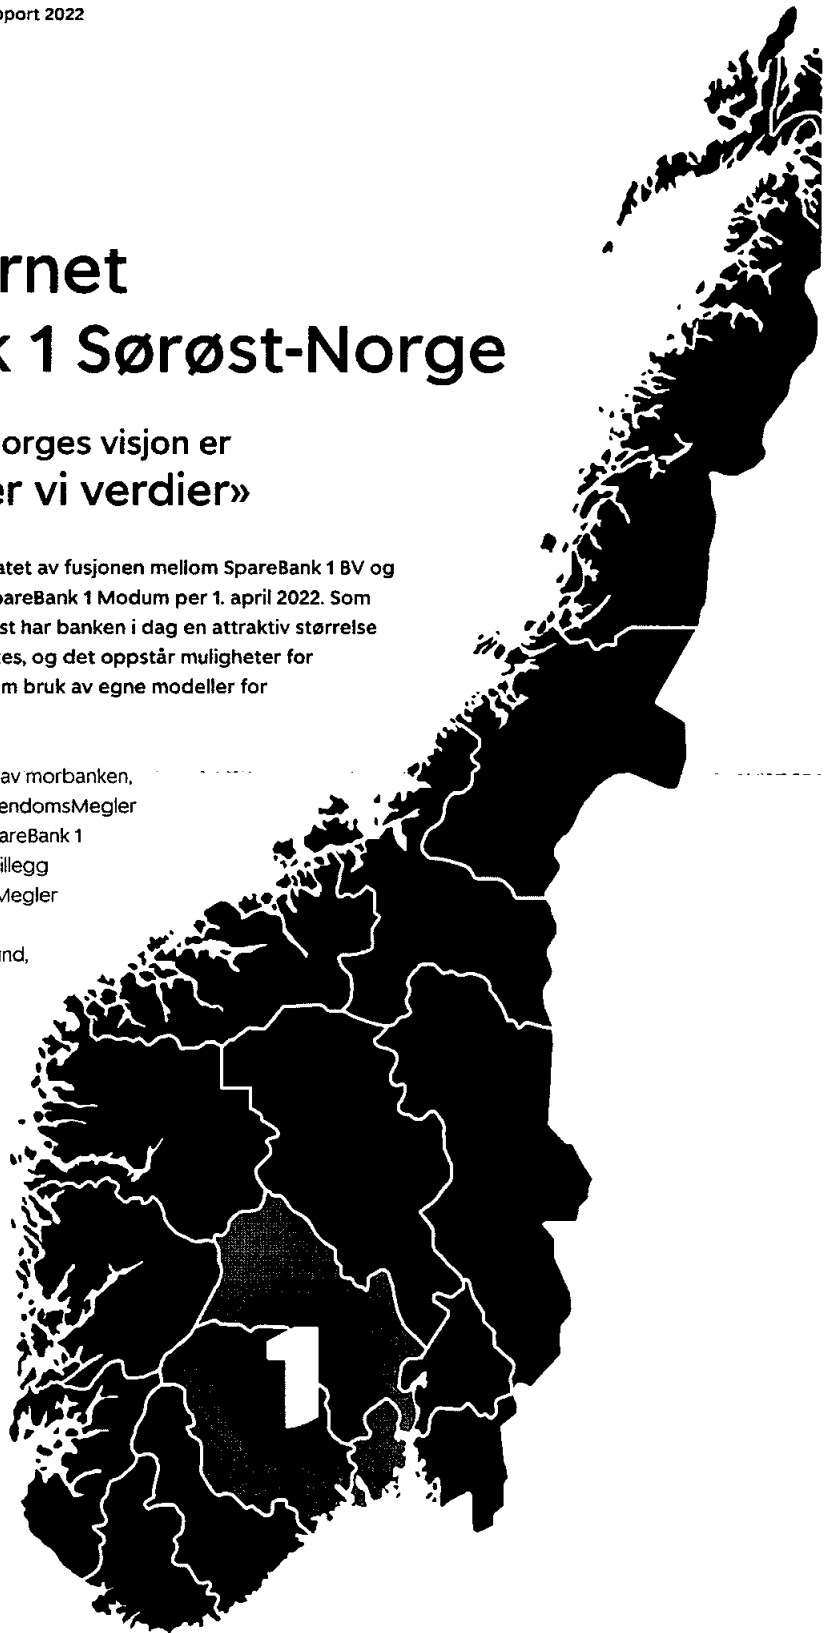 pport 2022
rnet
k 1 Sørøst-Norge
orges visjon er
er vi verdier»
atet av fusjonen mellom SpareBank 1 BV og
pareBank 1 Modum per 1. april 2022. Som
st har banken i dag en attraktiv størrelse
es, og det oppstår muligheter for
m bruk av egne modeller for
av morbanken,
endomsMegler
areBank 1
illegg
Megler
nd,
1